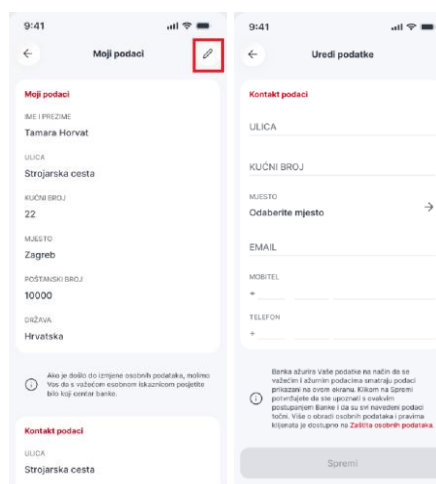 9:41
Moji podaci
Moji podaci
IME I PREZIME
Tamara Horvat
ULICA
Strojarska cesta
KUĆNI BROJ
22
MJESTO
Zagreb
POŠTANSKI BROJ
10000
DRŽAVA
Hrvatska
Ako je došlo do izmjene osobnih podataka, molimo
Vas da s važećom osobnom iskaznicom posjetite
bilo koji centar banke.
Kontakt podaci
ULICA
Strojarska cesta
9:41
Uredi podatke
Kontakt podaci
ULICA
KUĆNI BROJ
MJESTO
Odaberite mjesto
EMAIL
MOBITEL
+
TELEFON
+
Banka ažurira Vaše podatke na način da se
važećim i ažurnim podacima smatraju podaci
prikazani na ovom ekranu. Klikom na Spremi
potvrđujete da ste upoznati s ovakvim
postupanjem Banke i da su svi navedeni podaci
točni. Više o obradi osobnih podataka i pravima
klijenata je dostupno na Zaštita osobnih podataka.
Spremi